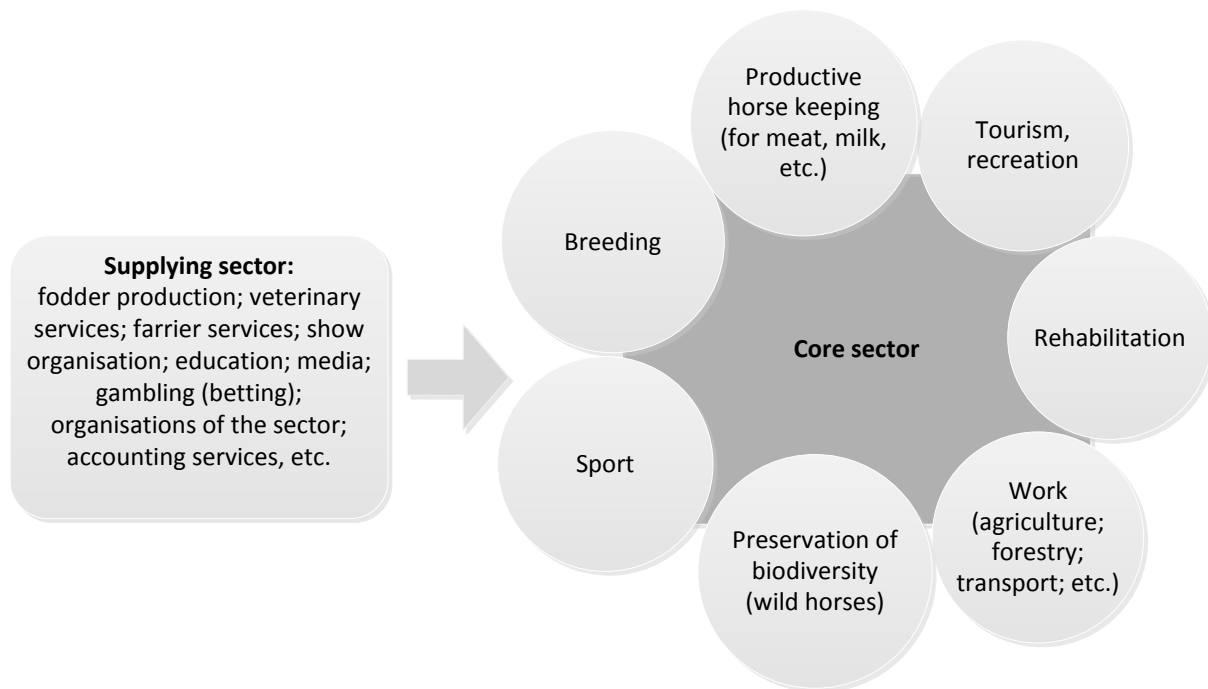 Supplying sector:
fodder production; veterinary
services; farrier services; show
organisation; education; media;
gambling (betting);
organisations of the sector;
accounting services, etc.
Breeding
Productive
horse keeping
(for meat, milk,
etc.)
Tourism,
recreation
Rehabilitation
Core sector
Work
(agriculture;
forestry;
transport; etc.)
Preservation of
biodiversity
(wild horses)
Sport